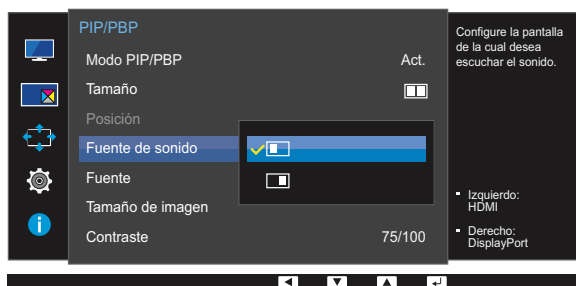 PIP/PBP
Modo PIP/PBP Act.
Tamaño
Posición
Fuente de sonido
Fuente
Tamaño de imagen
Contraste 75/100
Configure la pantalla
de la cual desea
escuchar el sonido.
Izquierdo:
HDMI
Derecho:
DisplayPort